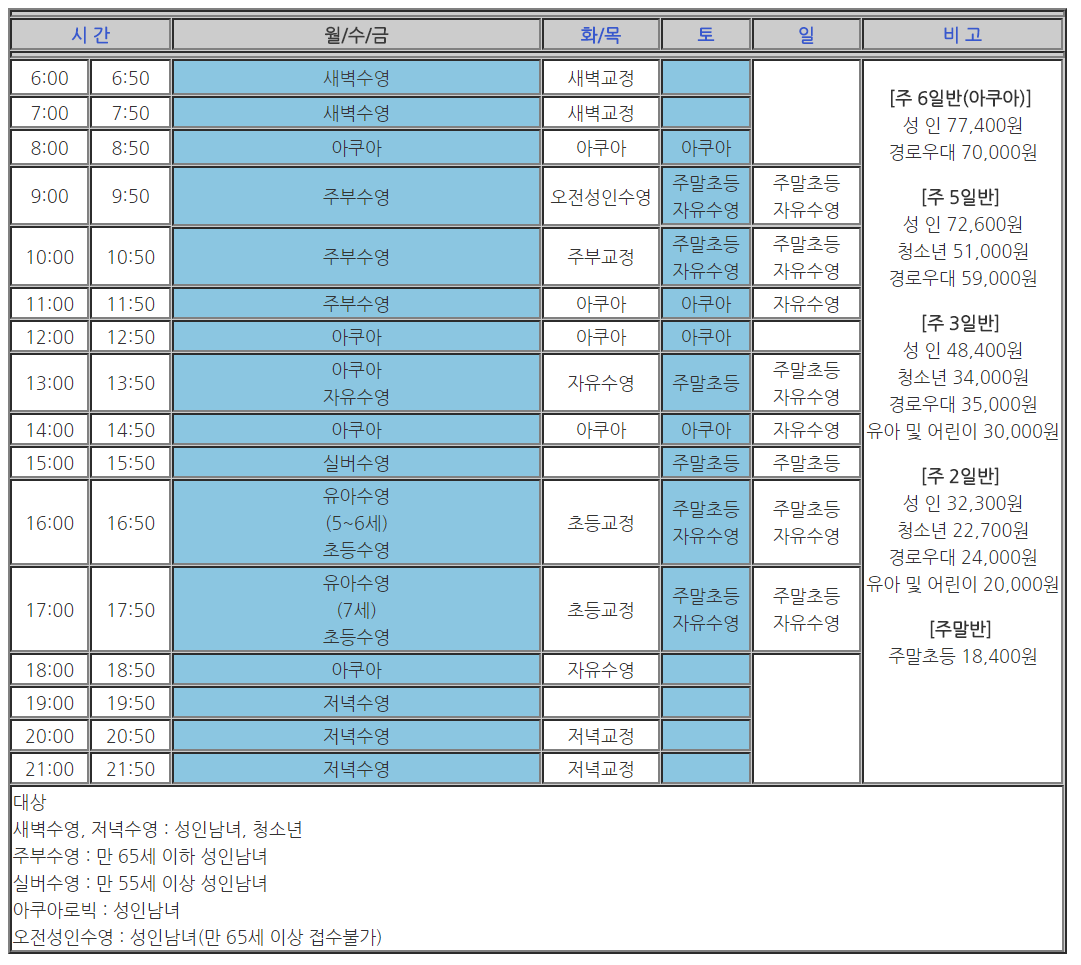 시 간 월/수/금 화/목 토 일 비 고
6:00 6:50 새벽수영 새벽교정
7:00 7:50 새벽수영 새벽교정
8:00 8:50 아쿠아 아쿠아 아쿠아
9:00 9:50 주부수영 오전성인수영 주말초등 주말초등
자유수영 자유수영
10:00 10:50 주부수영 주부교정 주말초등 주말초등
자유수영 자유수영
11:00 11:50 주부수영 아쿠아 아쿠아 자유수영
12:00 12:50 아쿠아 아쿠아 아쿠아
13:00 13:50 아쿠아 자유수영 주말초등 주말초등
자유수영 자유수영
14:00 14:50 아쿠아 아쿠아 아쿠아 자유수영
15:00 15:50 실버수영 주말초등 주말초등
16:00 16:50 유아수영 초등교정 주말초등 주말초등
(5~6세) 자유수영 자유수영
초등수영
17:00 17:50 유아수영 초등교정 주말초등 주말초등
(7세) 자유수영 자유수영
초등수영
18:00 18:50 아쿠아 자유수영
19:00 19:50 저녁수영
20:00 20:50 저녁수영 저녁교정
21:00 21:50 저녁수영 저녁교정
[주 6일반(아쿠아)]
성 인 77,400원
경로우대 70,000원
[주 5일반]
성 인 72,600원
청소년 51,000원
경로우대 59,000원
[주 3일반]
성 인 48,400원
청소년 34,000원
경로우대 35,000원
유아 및 어린이 30,000원
[주 2일반]
성 인 32,300원
청소년 22,700원
경로우대 24,000원
유아 및 어린이 20,000원
[주말반]
주말초등 18,400원
대상
새벽수영, 저녁수영 : 성인남녀, 청소년
주부수영 : 만 65세 이하 성인남녀
실버수영 : 만 55세 이상 성인남녀
아쿠아로빅 : 성인남녀
오전성인수영 : 성인남녀(만 65세 이상 접수불가)